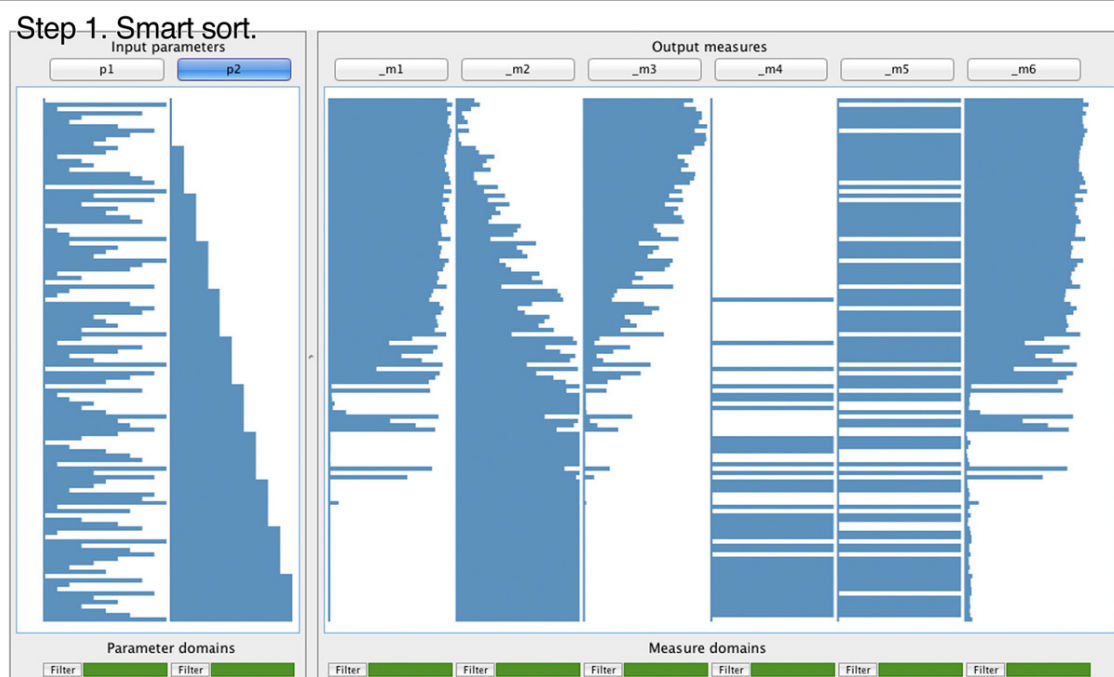 Step 1. Smart sort.
Input parameters
Output measures
p1 p2 _m1 _m2 _m3 _m4 _m5 _m6
Parameter domains
Measure domains
Filter Filter Filter Filter Filter Filter Filter Filter